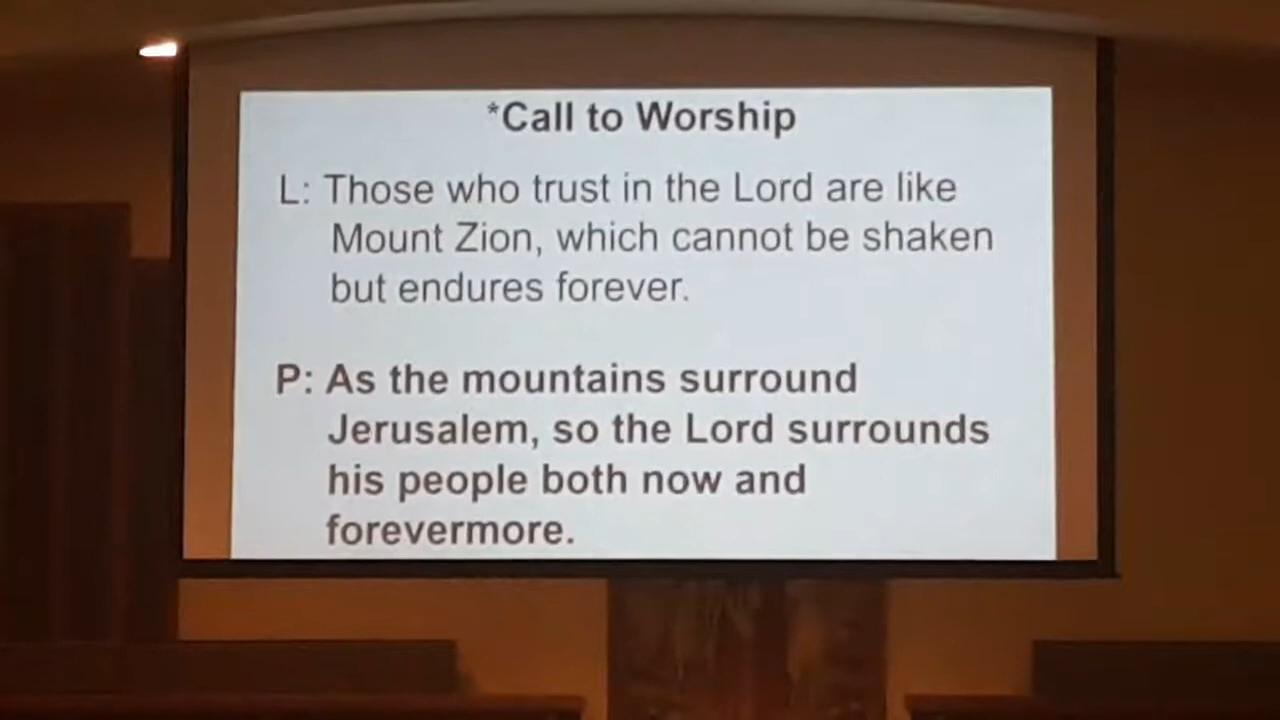 *Call to Worship
L: Those who trust in the Lord are like
Mount Zion, which cannot be shaken
but endures forever.
P: As the mountains surround
Jerusalem, so the Lord surrounds
his people both now and
forevermore.